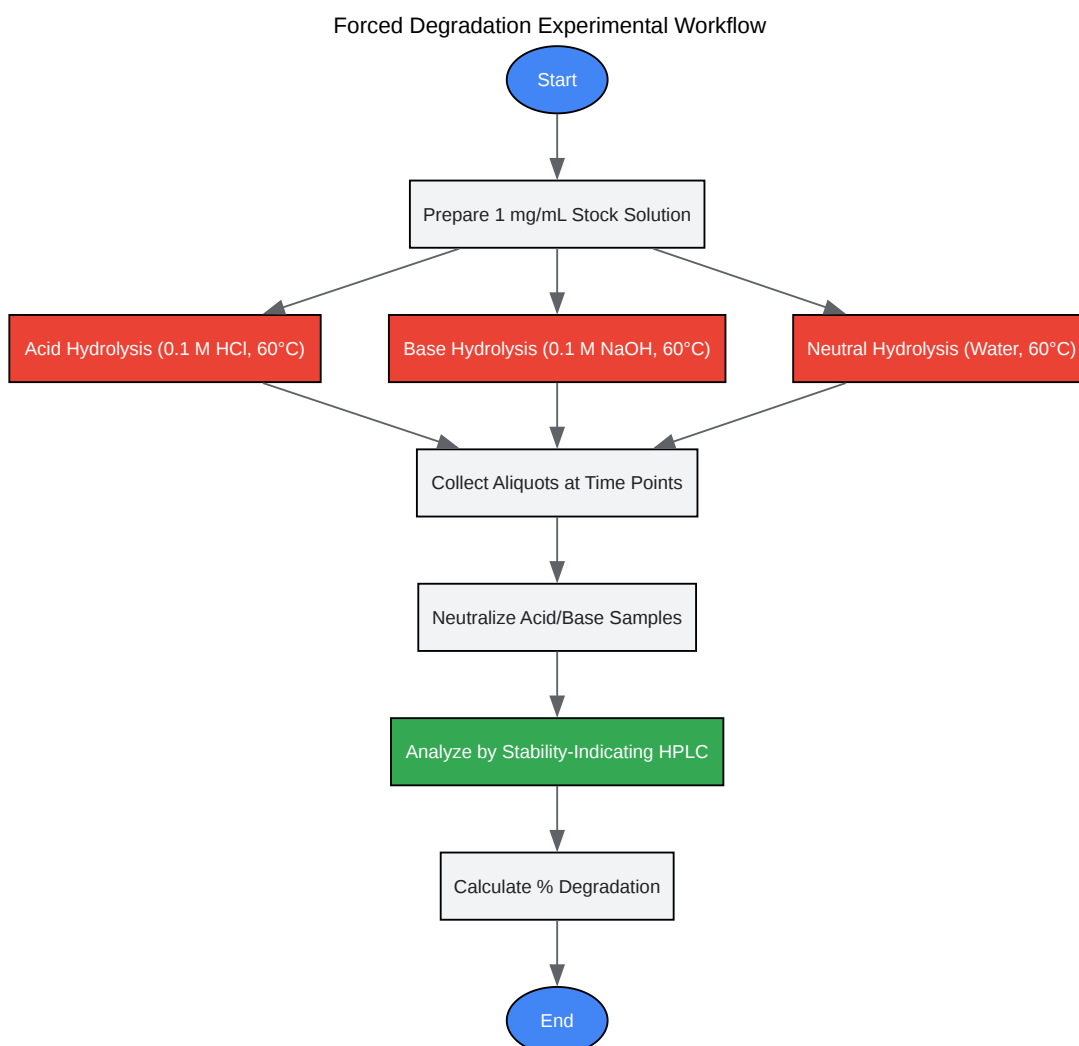 Forced Degradation Experimental Workflow
Start
Prepare 1 mg/mL Stock Solution
Acid Hydrolysis (0.1 M HCl, 60°C)
Base Hydrolysis (0.1 M NaOH, 60°C)
Neutral Hydrolysis (Water, 60°C)
Collect Aliquots at Time Points
Neutralize Acid/Base Samples
Analyze by Stability-Indicating HPLC
Calculate % Degradation
End